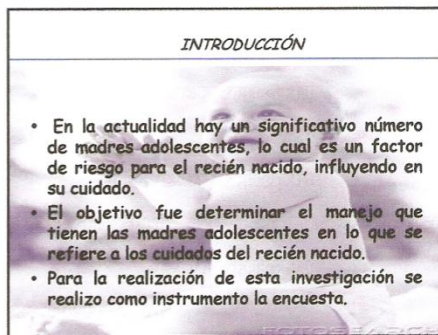 INTRODUCCIÓN
• En la actualidad hay un significativo número
de madres adolescentes, lo cual es un factor
de riesgo para el recién nacido, influyendo en
su cuidado.
• El objetivo fue determinar el manejo que
tienen las madres adolescentes en lo que se
refiere a los cuidados del recién nacido.
• Para la realización de esta investigación se
realizo como instrumento la encuesta.
FOTOSEARCH